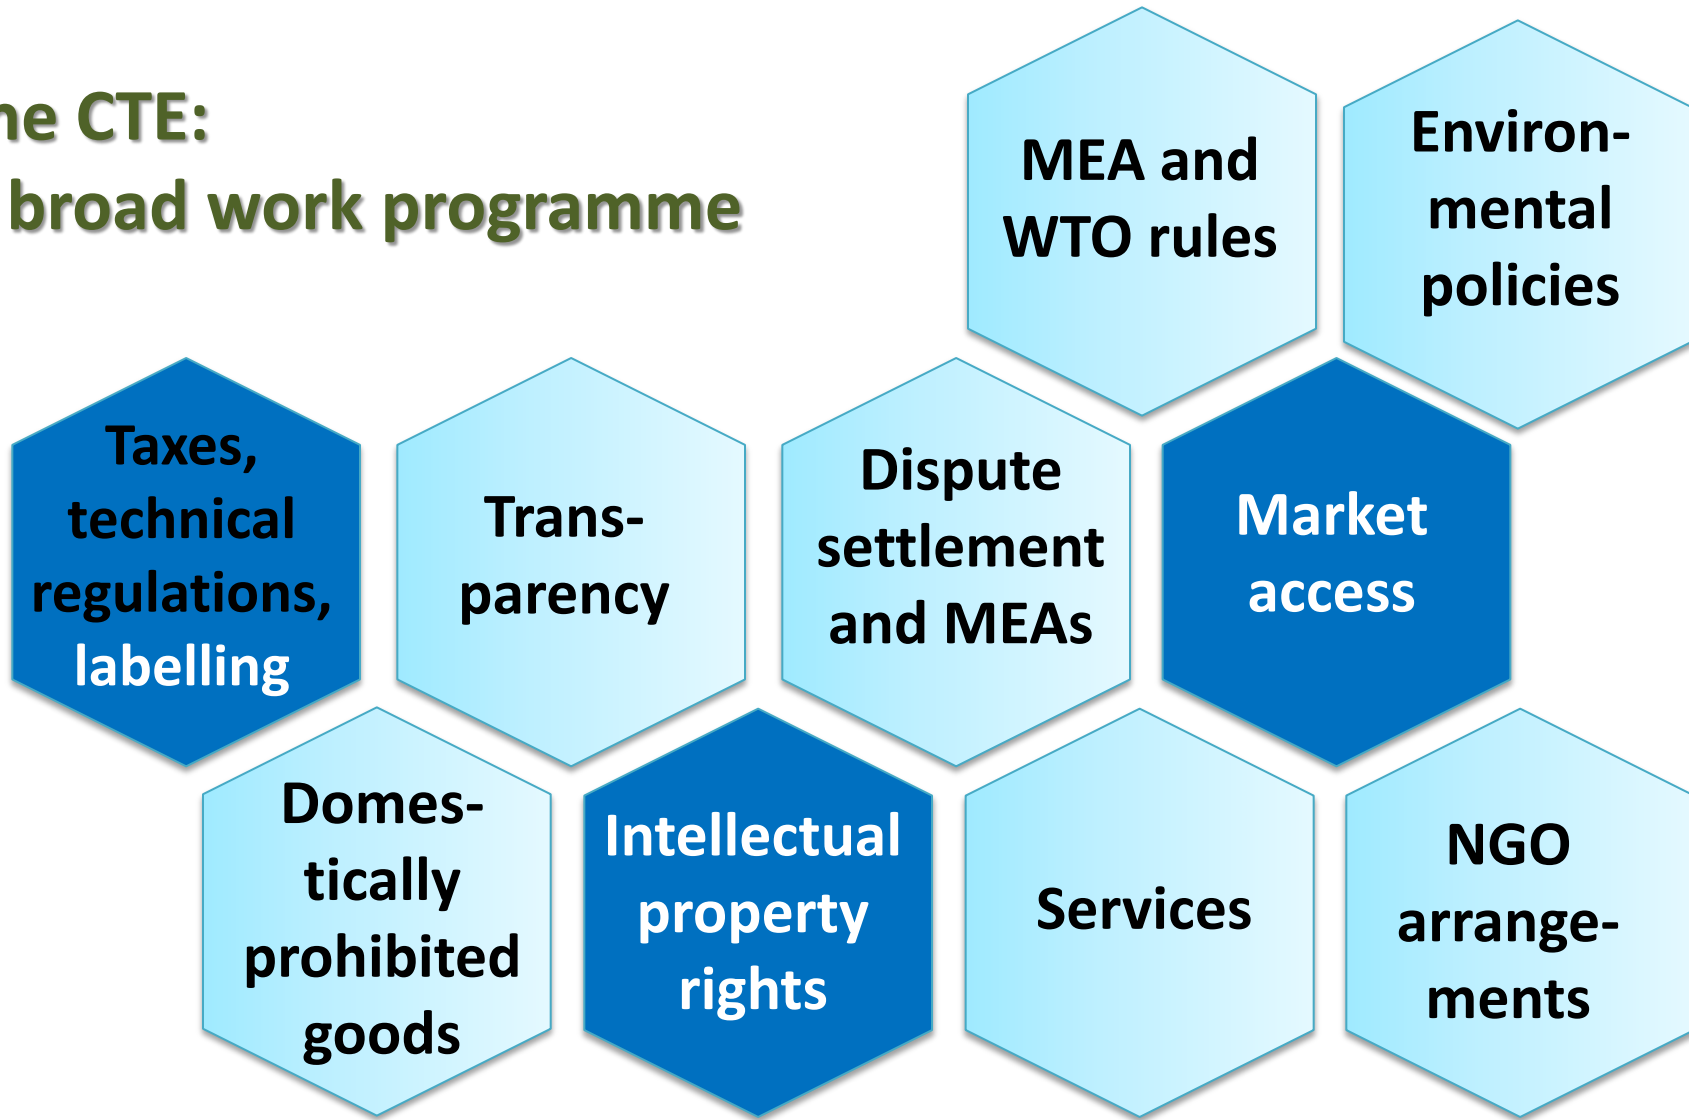 ne CTE:
broad work programme
MEA and
WTO rules
Environ-
mental
policies
Taxes,
technical
regulations,
labelling
Trans-
parency
Dispute
settlement
and MEAs
Market
access
Domes-
tically
prohibited
goods
Intellectual
property
rights
Services
NGO
arrange-
ments